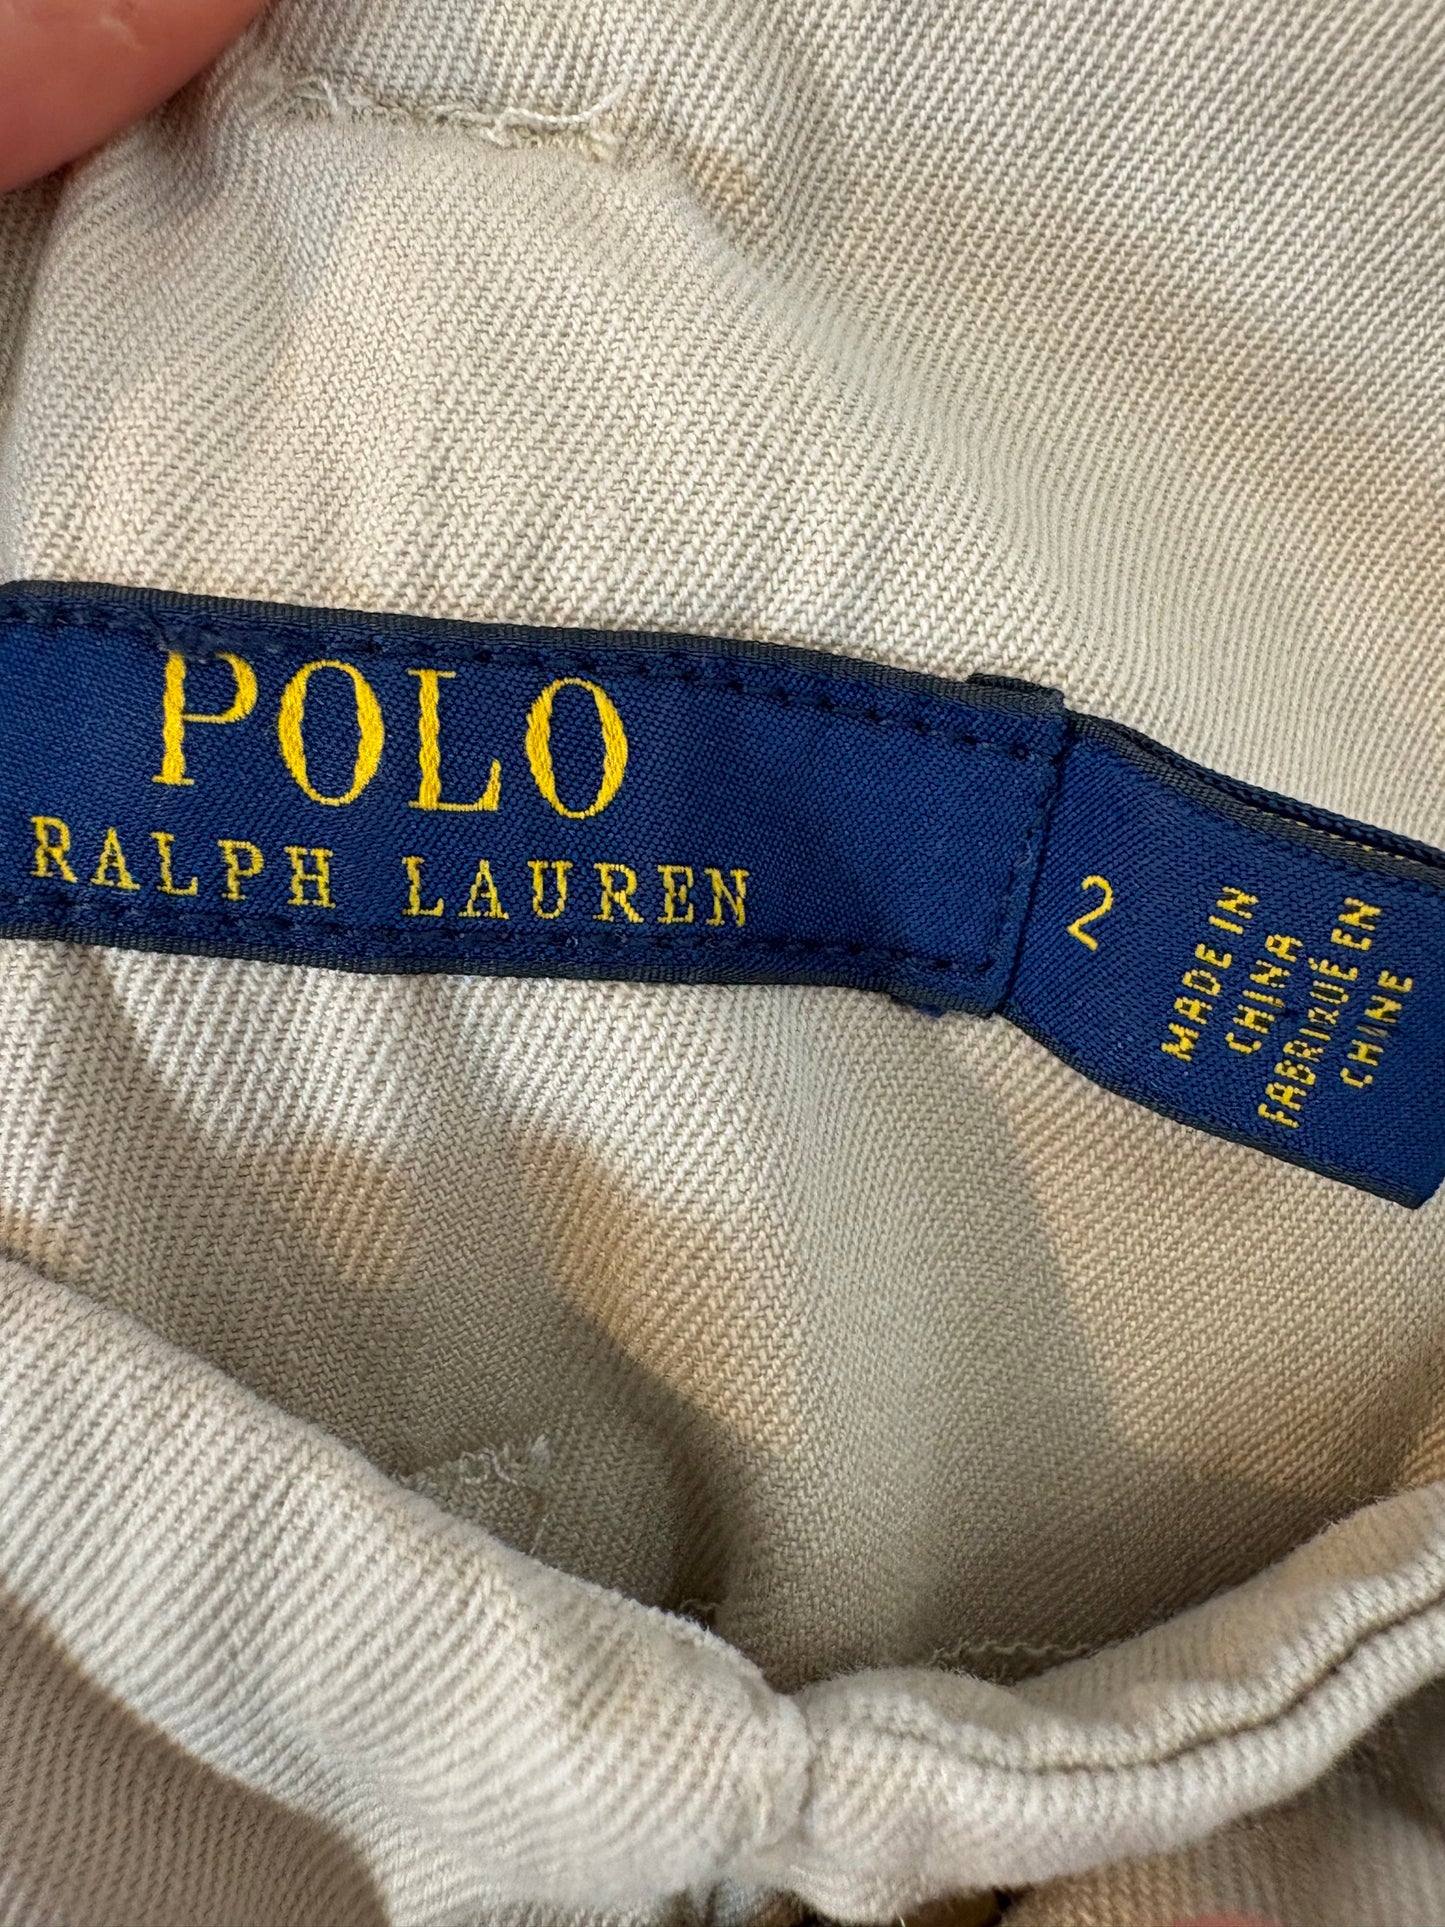 POLO
RALPH LAUREN
2
MADE IN
CHINA
FABRIQUÉ EN
CHINE